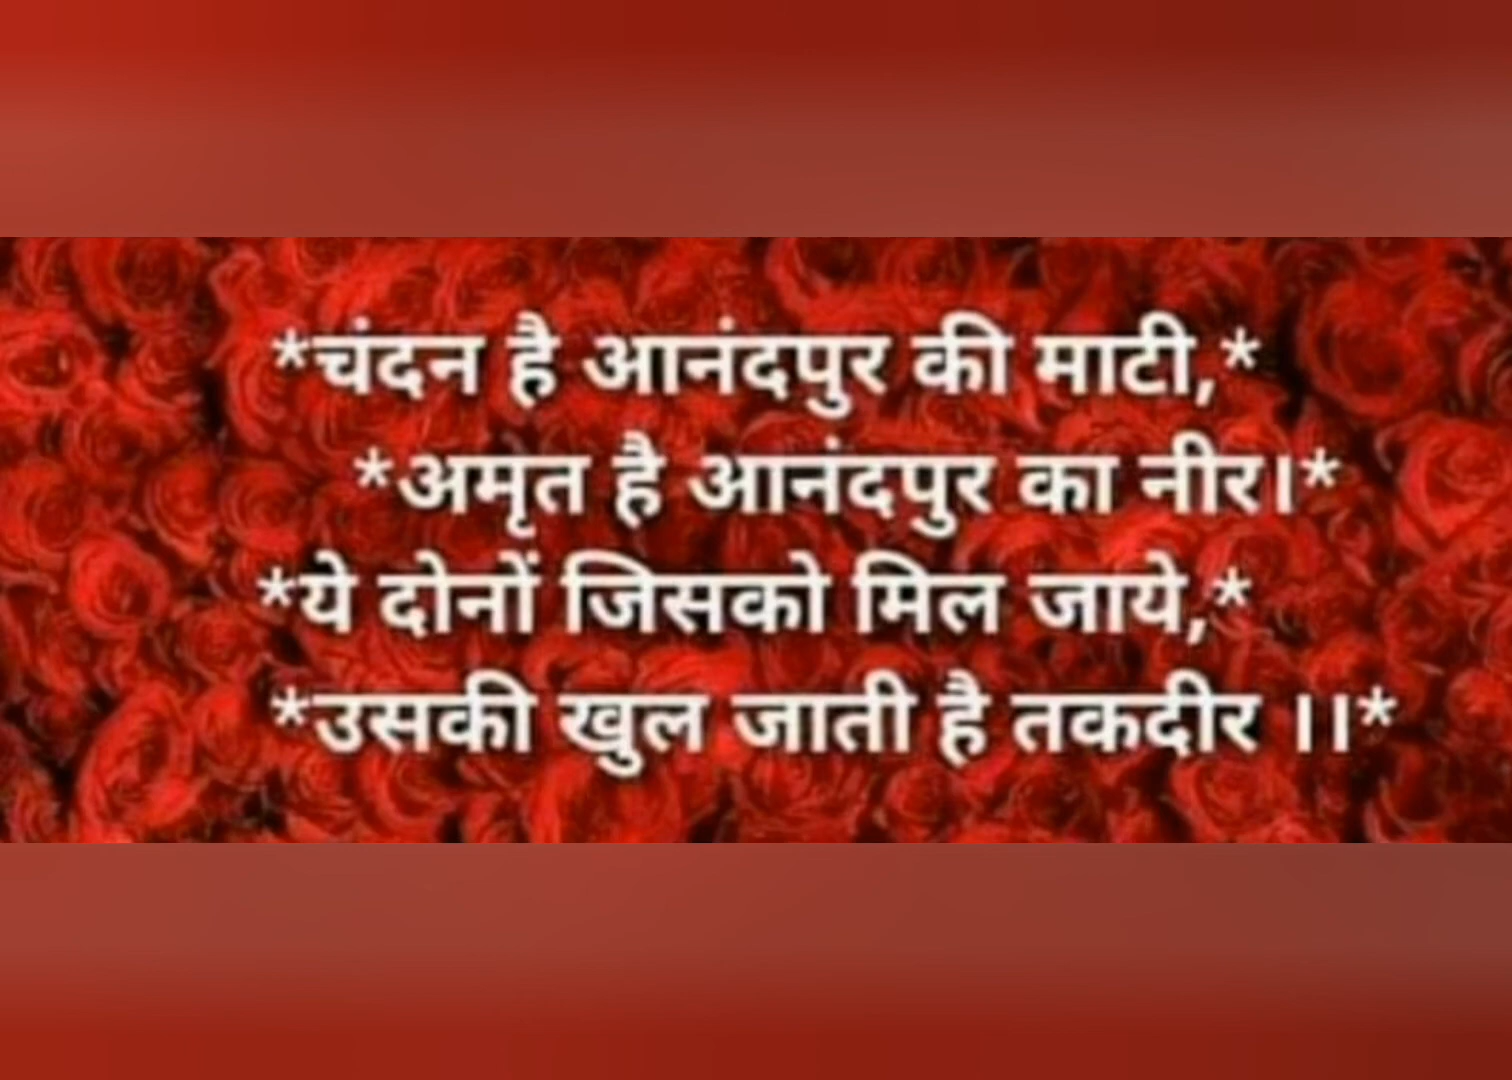 *चंदन है आनंदपुर की माटी,*
*अमृत है आनंदपुर का नीर।*
*ये दोनों जिसको मिल जाये,*
*उसकी खुल जाती है तकदीर ।।*